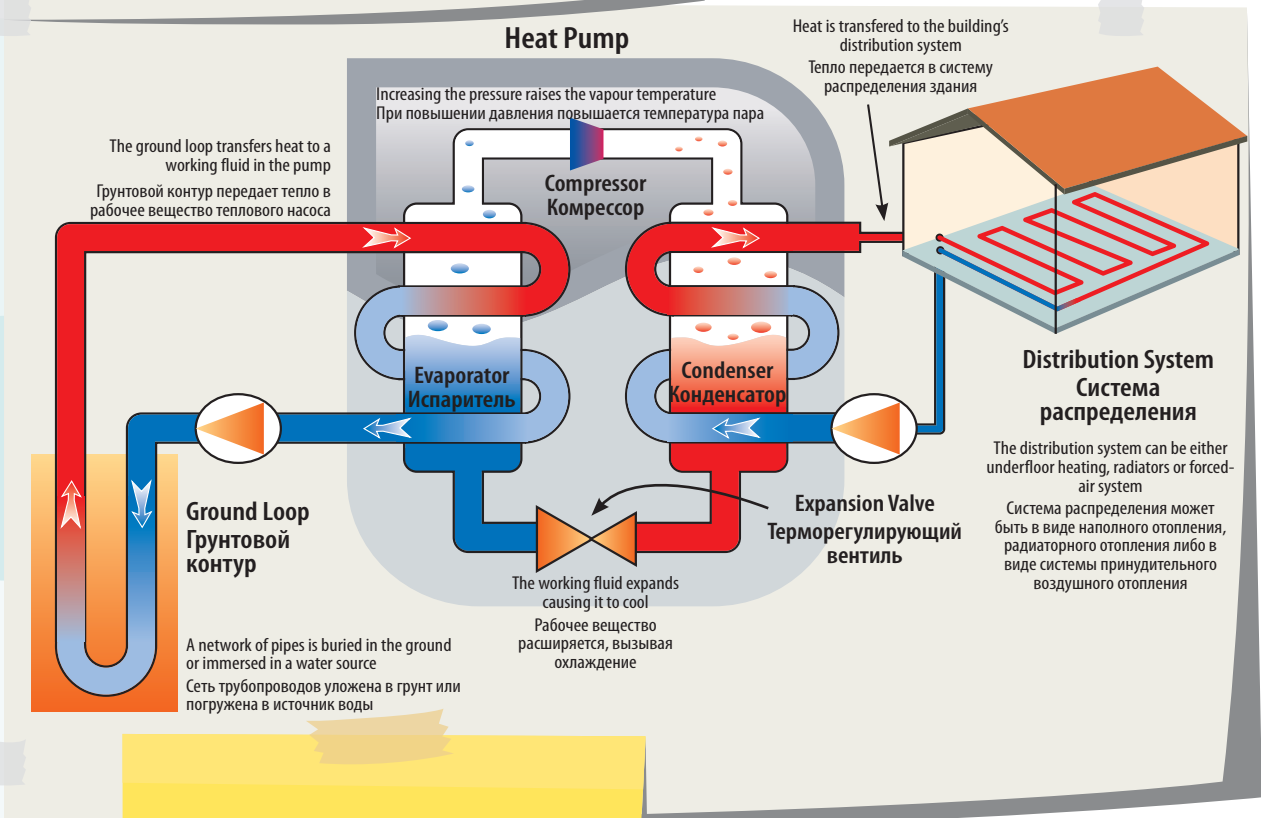 Heat Pump
Heat is transfered to the building's
distribution system
Тепло передается в систему
распределения здания
Increasing the pressure raises the vapour temperature
При повышении давления повышается температура пара
The ground loop transfers heat to a
working fluid in the pump
Грунтовой контур передает тепло в
рабочее вещество теплового насоса
Compressor
Комрессор
Evaporator
Испаритель
Condenser
Конденсатор
Distribution System
Система
распределения
The distribution system can be either
underfloor heating, radiators or forced-
air system
Система распределения может
быть в виде наполного отопления,
радиаторного отопления либо в
виде системы принудительного
воздушного отопления
Ground Loop
Грунтовой
контур
Expansion Valve
Терморегулирующий
вентиль
The working fluid expands
causing it to cool
Рабочее вещество
расширяется, вызывая
охлаждение
A network of pipes is buried in the ground
or immersed in a water source
Сеть трубопроводов уложена в грунт или
погружена в источник воды